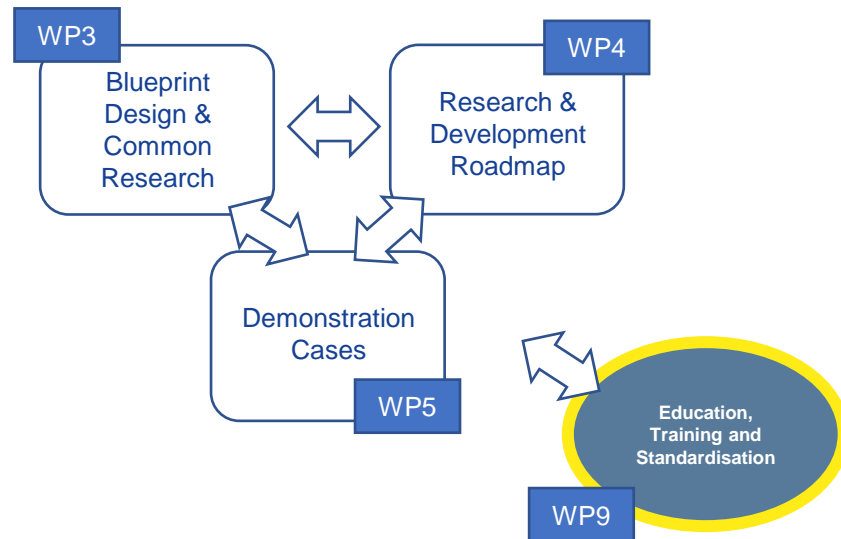 WP3
Blueprint
Design &
Common
Research
WP4
Research &
Development
Roadmap
Demonstration
Cases
WP5
Education,
Training and
Standardisation
WP9